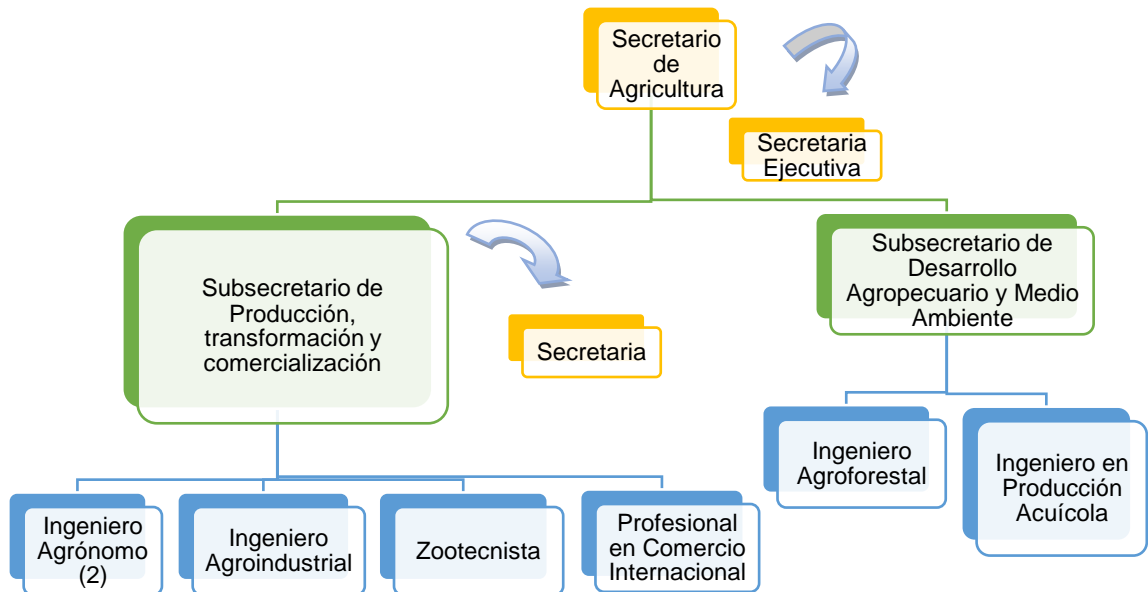 Secretario
de
Agricultura
Secretaria
Ejecutiva
Subsecretario de
Producción,
transformación y
comercialización
Secretaria
Subsecretario de
Desarrollo
Agropecuario y Medio
Ambiente
Ingeniero
Agrónomo
(2)
Ingeniero
Agroindustrial
Zootecnista
Profesional
en Comercio
Internacional
Ingeniero
Agroforestal
Ingeniero en
Producción
Acuícola